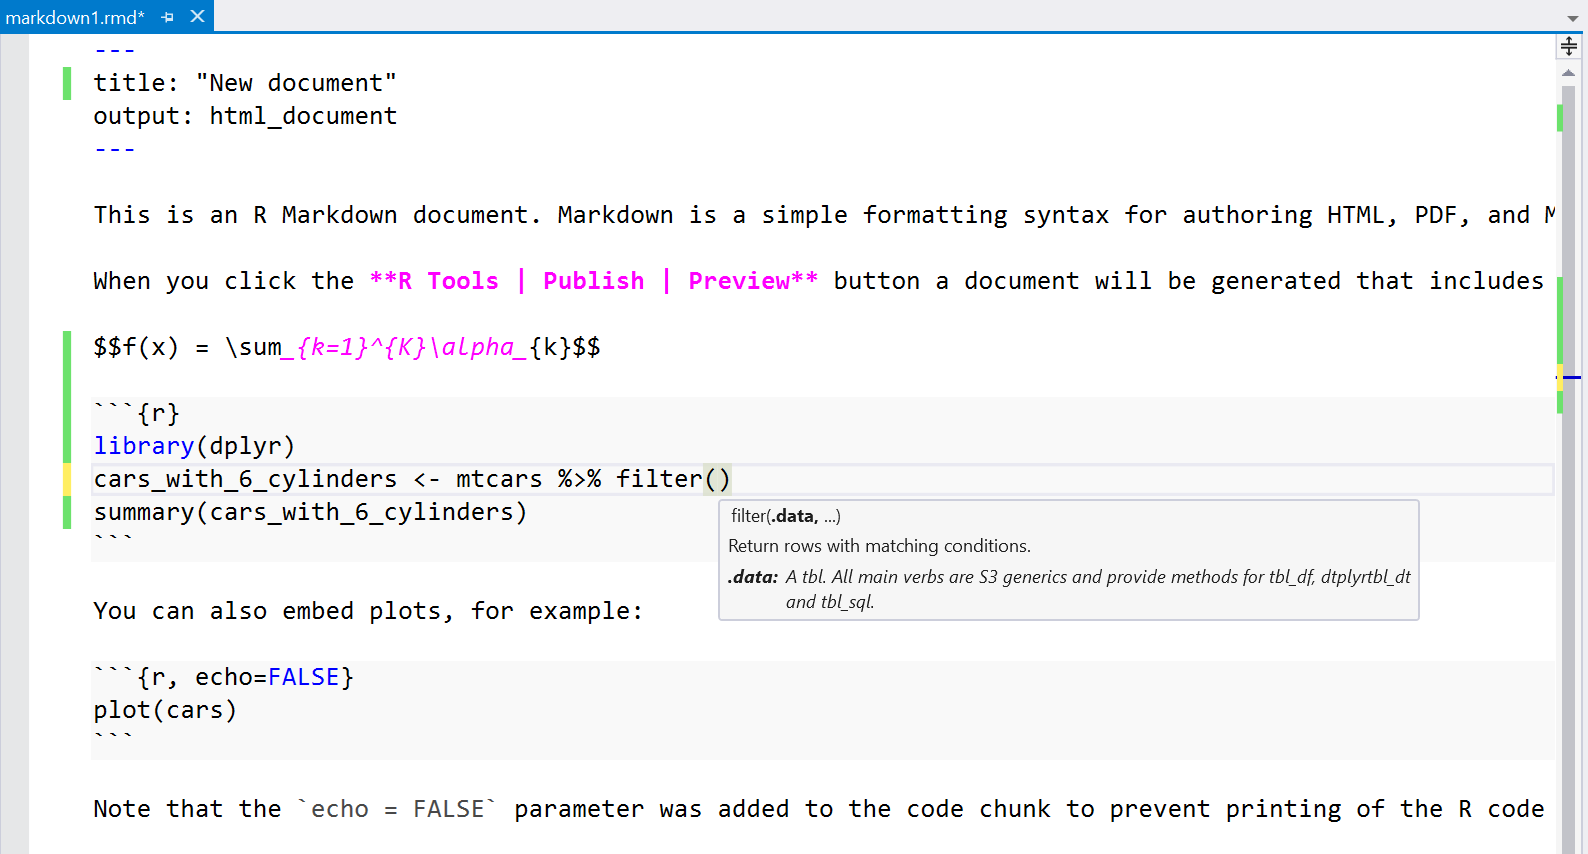 markdown1.rmd*
---
title: "New document"
output: html_document
---
This is an R Markdown document. Markdown is a simple formatting syntax for authoring HTML, PDF, and M
When you click the **R Tools | Publish | Preview** button a document will be generated that includes
$$f(x) = \sum_{k=1}^{K}\alpha_{k}$$
```{r}
library(dplyr)
cars_with_6_cylinders <- mtcars %>% filter()
summary(cars_with_6_cylinders)
```
filter(.data, ...)
Return rows with matching conditions.
.data: A tbl. All main verbs are S3 generics and provide methods for tbl_df, dtplyrtbl_dt
and tbl_sql.
You can also embed plots, for example:
```{r, echo=FALSE}
plot(cars)
```
Note that the `echo = FALSE` parameter was added to the code chunk to prevent printing of the R code